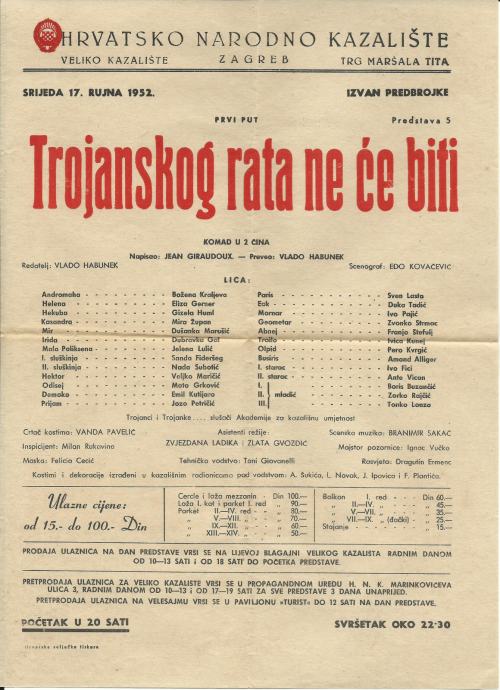 HRVATSKO NARODNO KAZALIŠTE
VELIKO KAZALIŠTE ZAGREB TRG MARŠALA TITA
SRIJEDA 17. RUJNA 1952. IZVAN PREDBROJKE
PRVI PUT Predstava 5
Trojanskog rata ne će biti
KOMAD U 2 ČINA
Napisao: JEAN GIRAUDOUX. — Preveo: VLADO HABUNEK
Redatelj: VLADO HABUNEK Scenograf: EDO KOVAČEVIĆ
LICA:
Andromaha Božena Kraljeva Paris Sven Lasta
Helena Eliza Gerner Eak Duka Tadić
Hekuba Gizela Huml Mornar Ivo Pajić
Kasandra Mira Župan Geometar Zvonko Strmac
Mir Dušanka Marušić Abnej Franjo Štefulj
Irida Dubravka Gal Troilo Ivica Kunej
Mala Poliksena Jelena Lulić Olpid Pero Kvrgić
I. sluškinja Sanda Fideršeg Busiris Amand Alliger
II. sluškinja Nada Subotić I. starac Ivo Fici
Hektor Veljko Maričić II. starac Ante Vican
Odisej Mato Grković I. Boris Buzančić
Demoko Emil Kutijaro II. mladić Zorko Rajčić
Prijam Jozo Petričić III. Tonko Lonza
Trojanci i Trojanke.... slušači Akademije za kazališnu umjetnost
Crtač kostima: VANDA PAVELIĆ Asistenti režije: Scenska muzika: BRANIMIR SAKAČ
Inspicijent: Milan Rukavina ZVJEZDANA LADIKA i ZLATA GVOZDIC Majstor pozornice: Ignac Vučko
Maska: Felicio Cecić Tehničko vodstvo: Toni Giovanelli Rasvjeta: Dragutin Ermenc
Kostimi i dekoracije izrađeni u kazališnim radionicama pod vodstvom: A. Sukića, L. Novak, J. Ipovica i F. Plantića.
Ulazne cijene:
od 15.- do 100.- Din
Cercle i loža mezzanin Din 100.— Balkon I. red Din 60.—
Loža I. kat i parket I. red „ 90.— „ II.—IV. „ „ 45.—
Parket II.—IV. red „ 80.— „ V.—VII. „ „ 35.—
„ V.—VIII. „ „ 70.— „ VII.—IX. „ (đački) „ 25.—
„ IX.—XII. „ „ 60.— Stajanje „ 15.—
„ XIII.—XIV. „ „ 50.—
PRODAJA ULAZNICA NA DAN PREDSTAVE VRŠI SE NA LIJEVOJ BLAGAJNI VELIKOG KAZALIŠTA RADNIM DANOM
OD 10—13 SATI I OD 18 SATI DO POČETKA PREDSTAVE.
PRETPRODAJA ULAZNICA ZA VELIKO KAZALIŠTE VRŠI SE U PROPAGANDNOM UREDU H. N. K. MARINKOVIĆEVA
ULICA 3, RADNIM DANOM OD 10—13 i OD 17—19 SATI ZA SVE PREDSTAVE 3 DANA UNAPRIJED.
PRETPRODAJA ULAZNICA NA VELESAJMU VRŠI SE U PAVILJONU »TURIST« DO 12 SATI NA DAN PREDSTAVE.
POČETAK U 20 SATI SVRŠETAK OKO 22·30